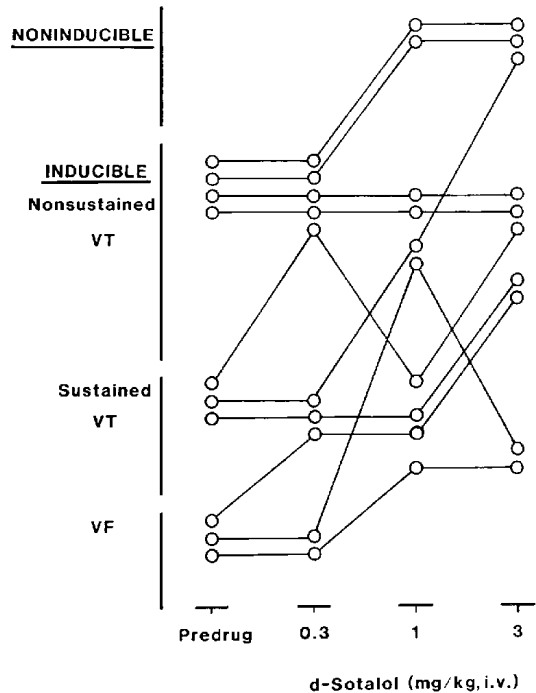 NONINDUCIBLE
INDUCIBLE
Nonsustained
VT
Sustained
VT
VF
Predrug 0.3 1 3
d-Sotalol (mg/kg,i.v.)